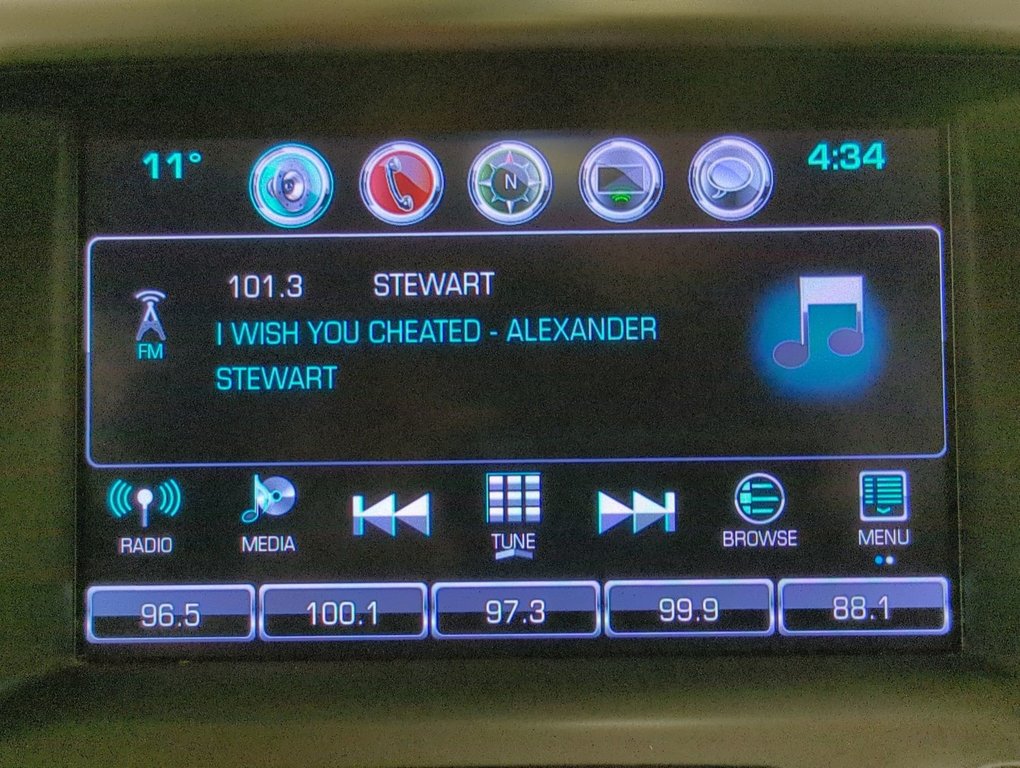 11°
N
4:34
101.3 STEWART
FM
I WISH YOU CHEATED - ALEXANDER
STEWART
RADIO
MEDIA
TUNE
BROWSE
MENU
96.5
100.1
97.3
99.9
88.1